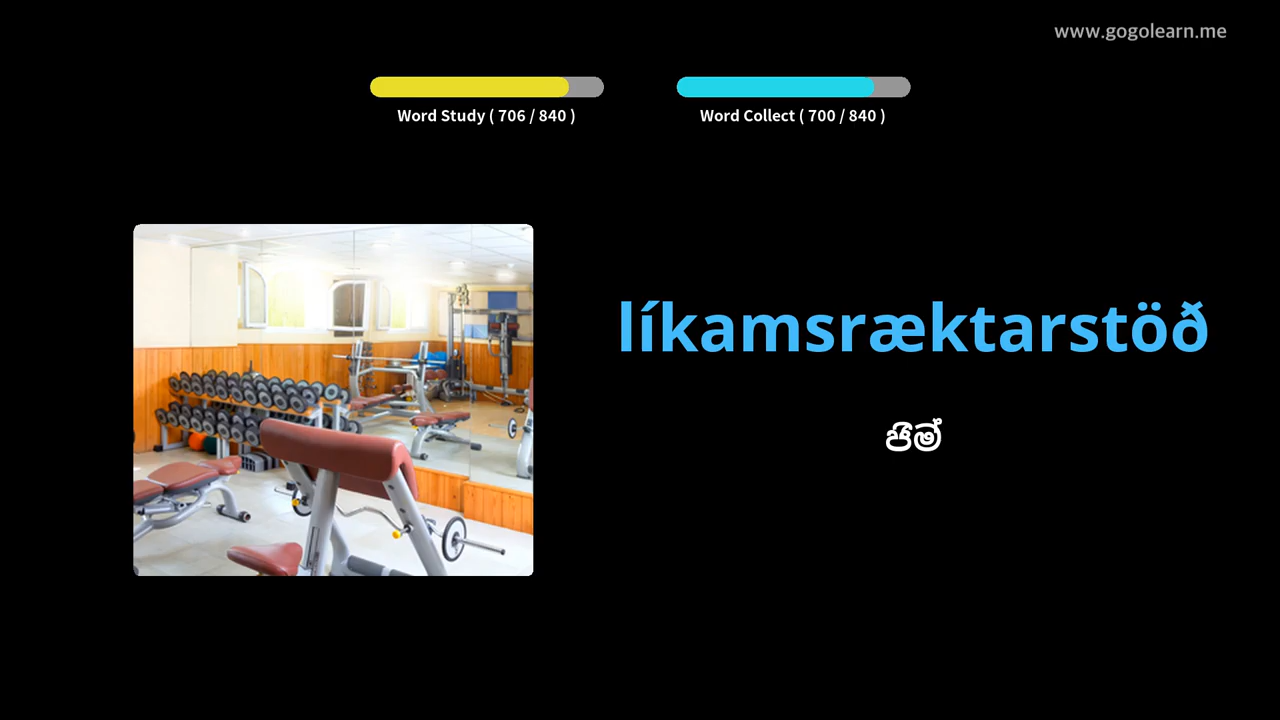 www.gogolearn.me
Word Study ( 706 / 840 )
Word Collect ( 700 / 840 )
líkamsræktarstöð
ජිම්